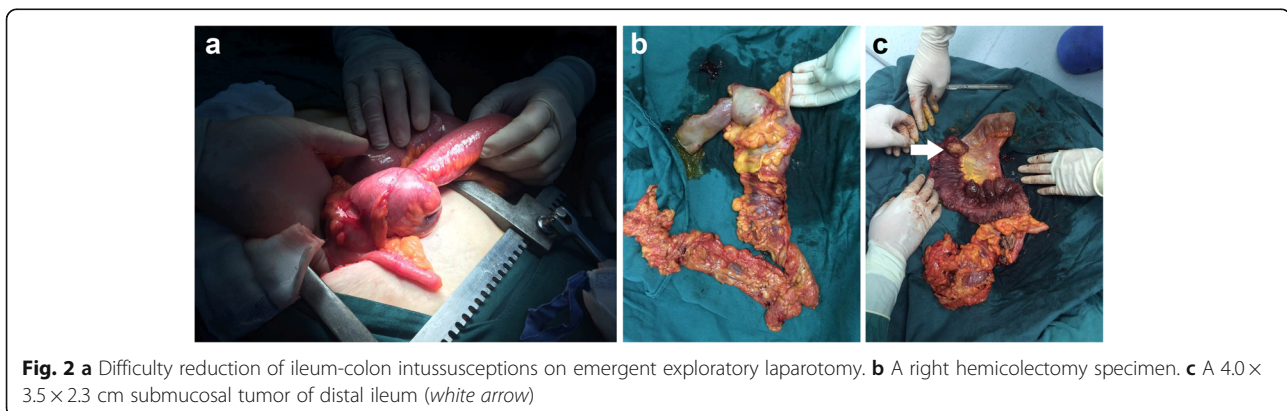 a
b
c
Fig. 2 a Difficulty reduction of ileum-colon intussusceptions on emergent exploratory laparotomy. b A right hemicolectomy specimen. c A 4.0 ×
3.5 × 2.3 cm submucosal tumor of distal ileum (white arrow)